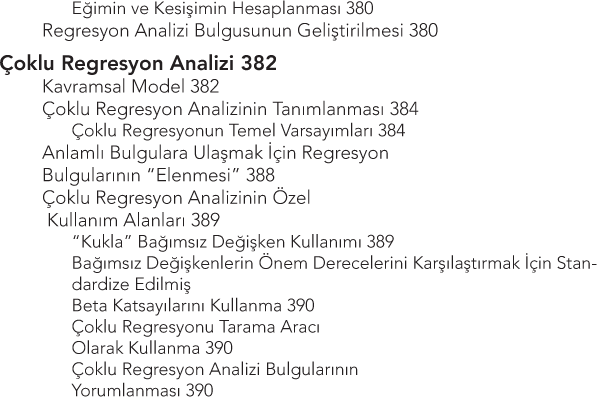 Eğimin ve Kesişimin Hesaplanması 380
Regresyon Analizi Bulgusunun Geliştirilmesi 380
Çoklu Regresyon Analizi 382
Kavramsal Model 382
Çoklu Regresyon Analizinin Tanımlanması 384
Çoklu Regresyonun Temel Varsayımları 384
Anlamlı Bulgulara Ulaşmak İçin Regresyon
Bulgularının “Elenmesi” 388
Çoklu Regresyon Analizinin Özel
Kullanım Alanları 389
“Kukla” Bağımsız Değişken Kullanımı 389
Bağımsız Değişkenlerin Önem Derecelerini Karşılaştırmak İçin Stan-
dardize Edilmiş
Beta Katsayılarını Kullanma 390
Çoklu Regresyonu Tarama Aracı
Olarak Kullanma 390
Çoklu Regresyon Analizi Bulgularının
Yorumlanması 390